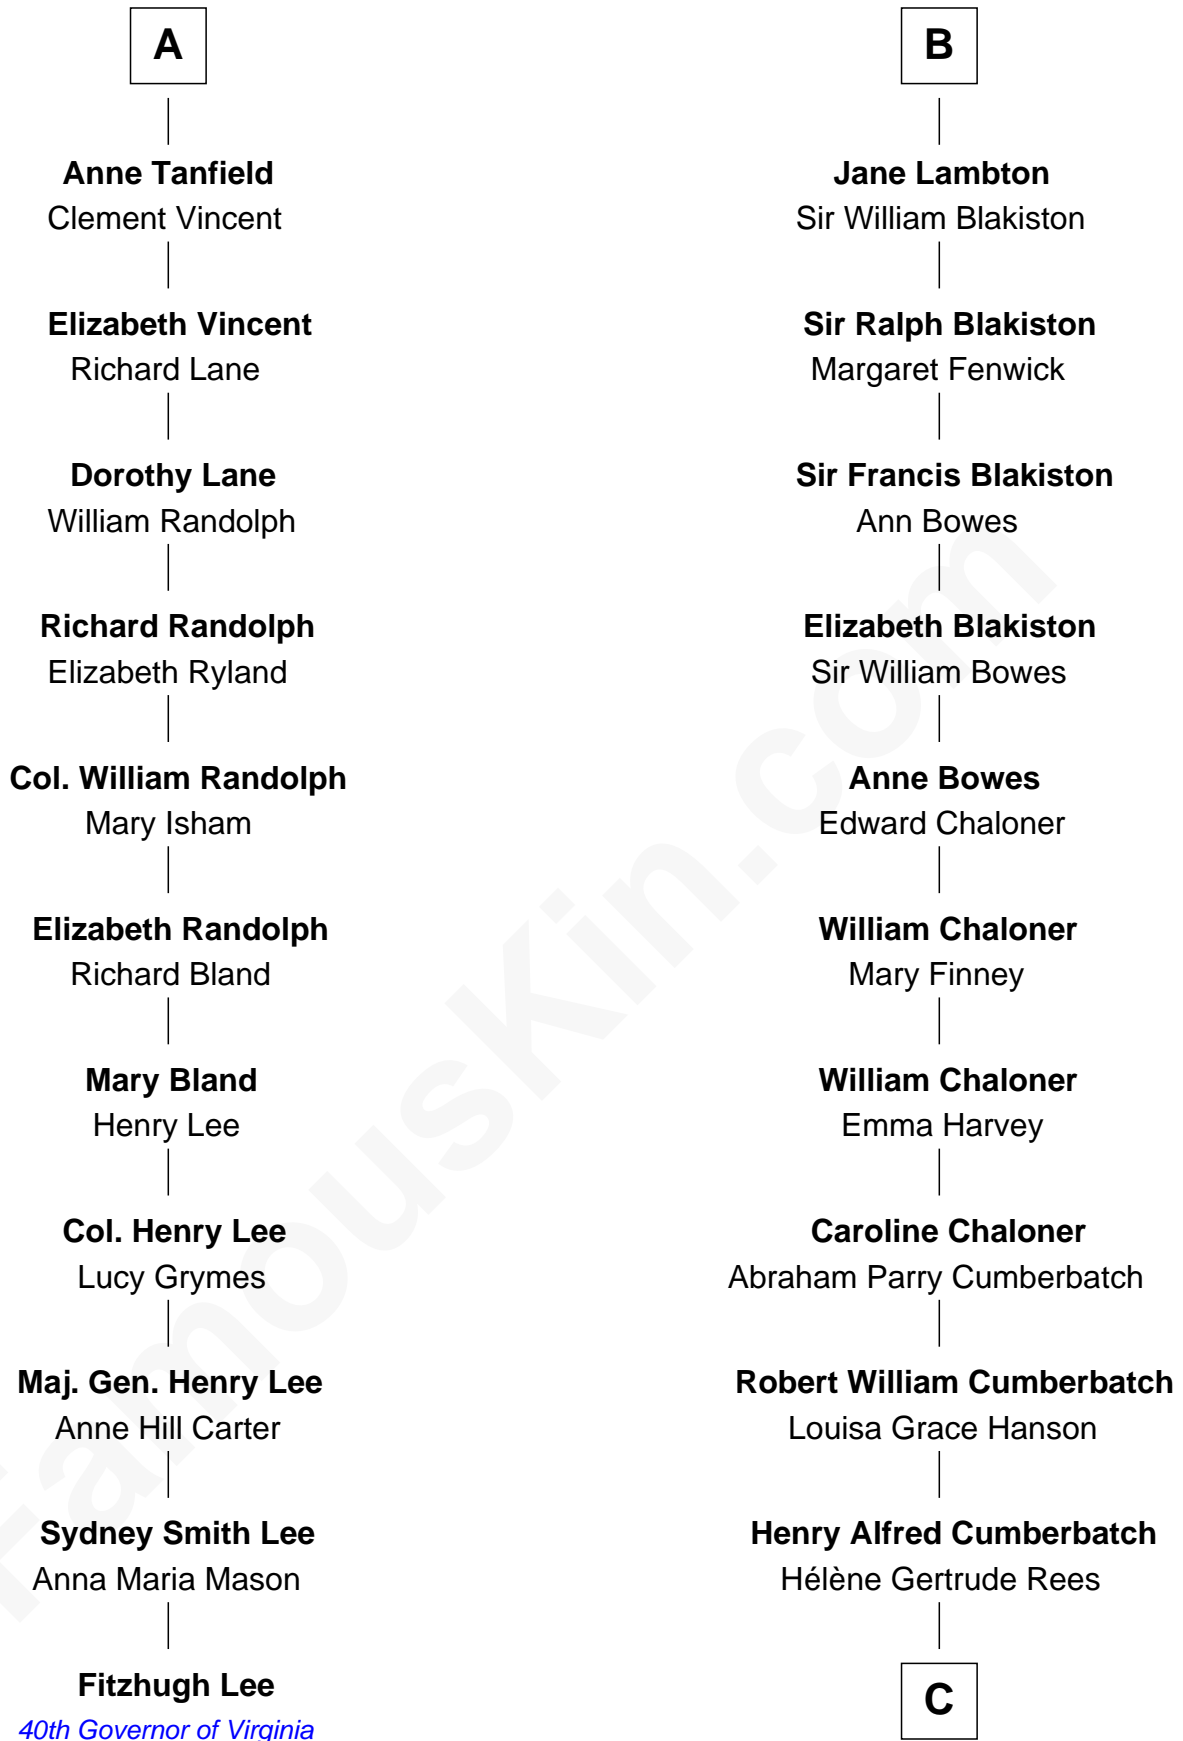 A
Anne Tanfield
Clement Vincent
Elizabeth Vincent
Richard Lane
Dorothy Lane
William Randolph
Richard Randolph
Elizabeth Ryland
Col. William Randolph
Mary Isham
Elizabeth Randolph
Richard Bland
Mary Bland
Henry Lee
Col. Henry Lee
Lucy Grymes
Maj. Gen. Henry Lee
Anne Hill Carter
Sydney Smith Lee
Anna Maria Mason
Fitzhugh Lee
40th Governor of Virginia
B
Jane Lambton
Sir William Blakiston
Sir Ralph Blakiston
Margaret Fenwick
Sir Francis Blakiston
Ann Bowes
Elizabeth Blakiston
Sir William Bowes
Anne Bowes
Edward Chaloner
William Chaloner
Mary Finney
William Chaloner
Emma Harvey
Caroline Chaloner
Abraham Parry Cumberbatch
Robert William Cumberbatch
Louisa Grace Hanson
Henry Alfred Cumberbatch
Hélène Gertrude Rees
C
FamousKin.com